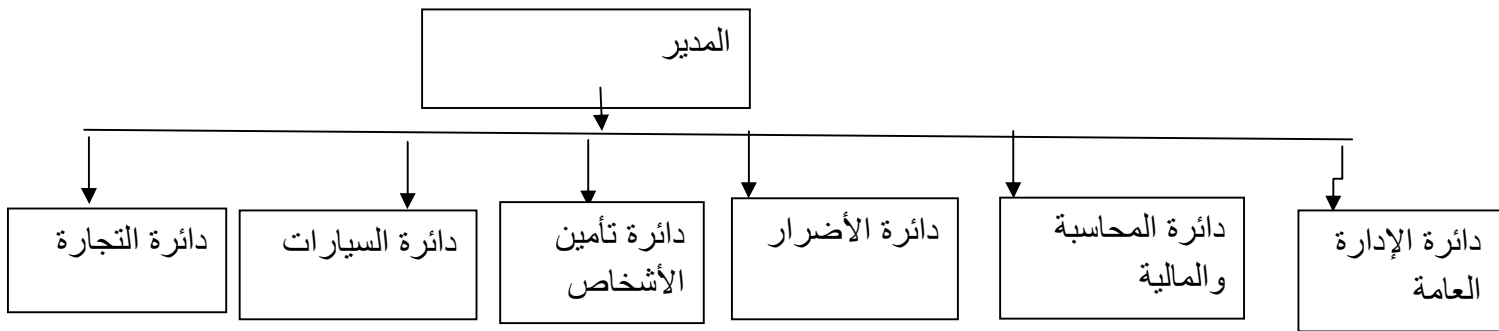 المدير
دائرة الإدارة
العامة
دائرة المحاسبة
والمالية
دائرة الأضرار
دائرة تأمين
الأشخاص
دائرة السيارات
دائرة التجارة